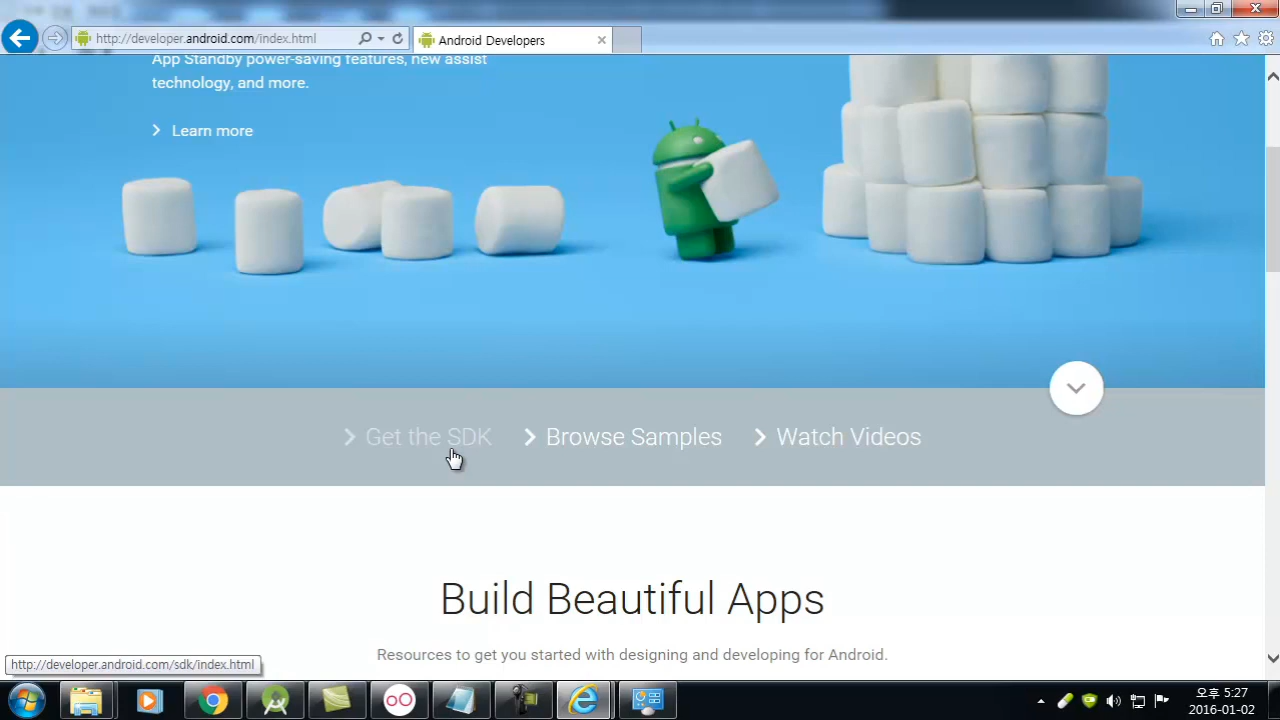 http://developer.android.com/index.html
Android Developers
App Standby power-saving features, new assist
technology, and more.
Learn more
Get the SDK
Browse Samples
Watch Videos
Build Beautiful Apps
Resources to get you started with designing and developing for Android.
http://developer.android.com/sdk/index.html
오후 5:27
2016-01-02